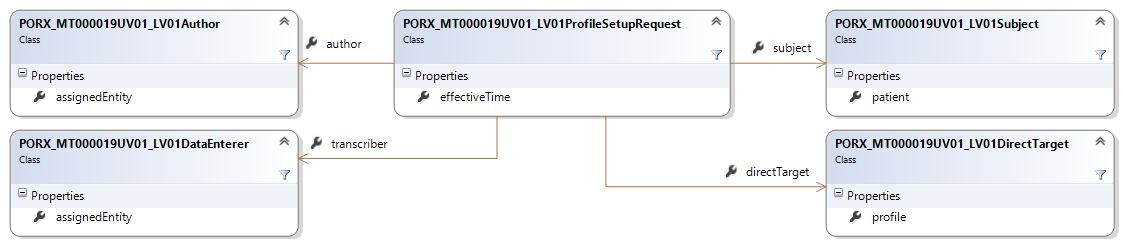 PORX_MT000019UV01_LV01Author
Class
Properties
assignedEntity
author
PORX_MT000019UV01_LV01ProfileSetupRequest
Class
Properties
effectiveTime
subject
PORX_MT000019UV01_LV01Subject
Class
Properties
patient
PORX_MT000019UV01_LV01DataEnterer
Class
Properties
assignedEntity
transcriber
directTarget
PORX_MT000019UV01_LV01DirectTarget
Class
Properties
profile